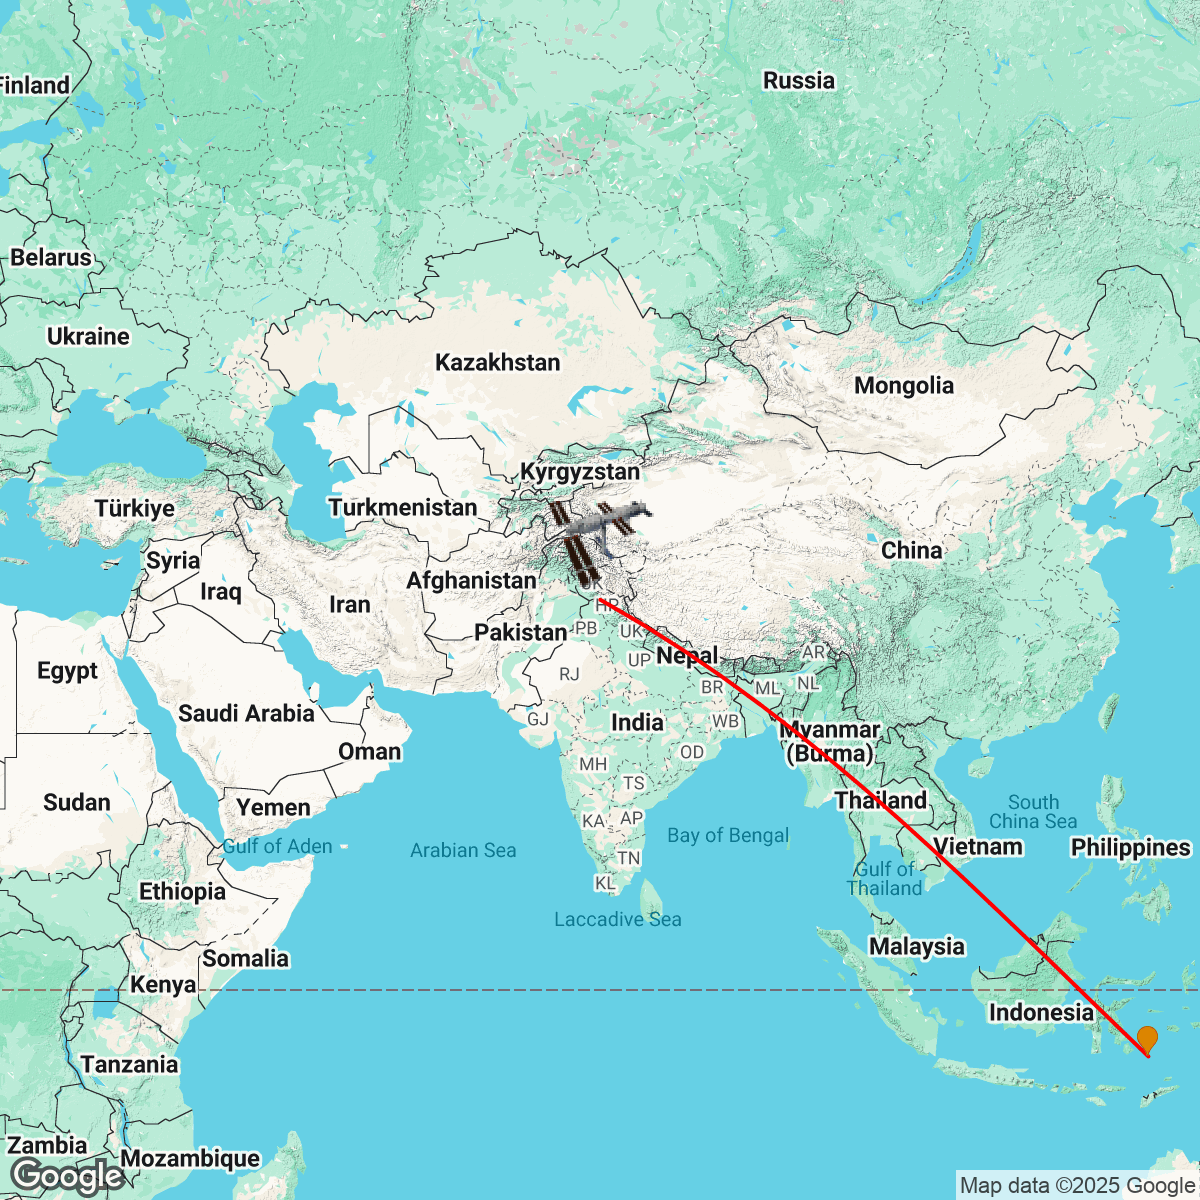 Russia
Finland
Belarus
Ukraine
Kazakhstan
Mongolia
Kyrgyzstan
Türkiye
Turkmenistan
China
Syria
Afghanistan
Iraq
Iran
JK
HP
Pakistan
PB
UK
Nepal
AR
Egypt
UP
RJ
BR
ML
NL
Saudi Arabia
GJ
India
WB
Myanmar
(Burma)
Oman
OD
MH
TS
Sudan
Yemen
Thailand
South
China Sea
KA
AP
Bay of Bengal
Gulf of Aden
Arabian Sea
Vietnam
Philippines
TN
Gulf of
Thailand
KL
Ethiopia
Laccadive Sea
Malaysia
Somalia
Kenya
Indonesia
Tanzania
Zambia
Mozambique
Google
Map data ©2025 Google